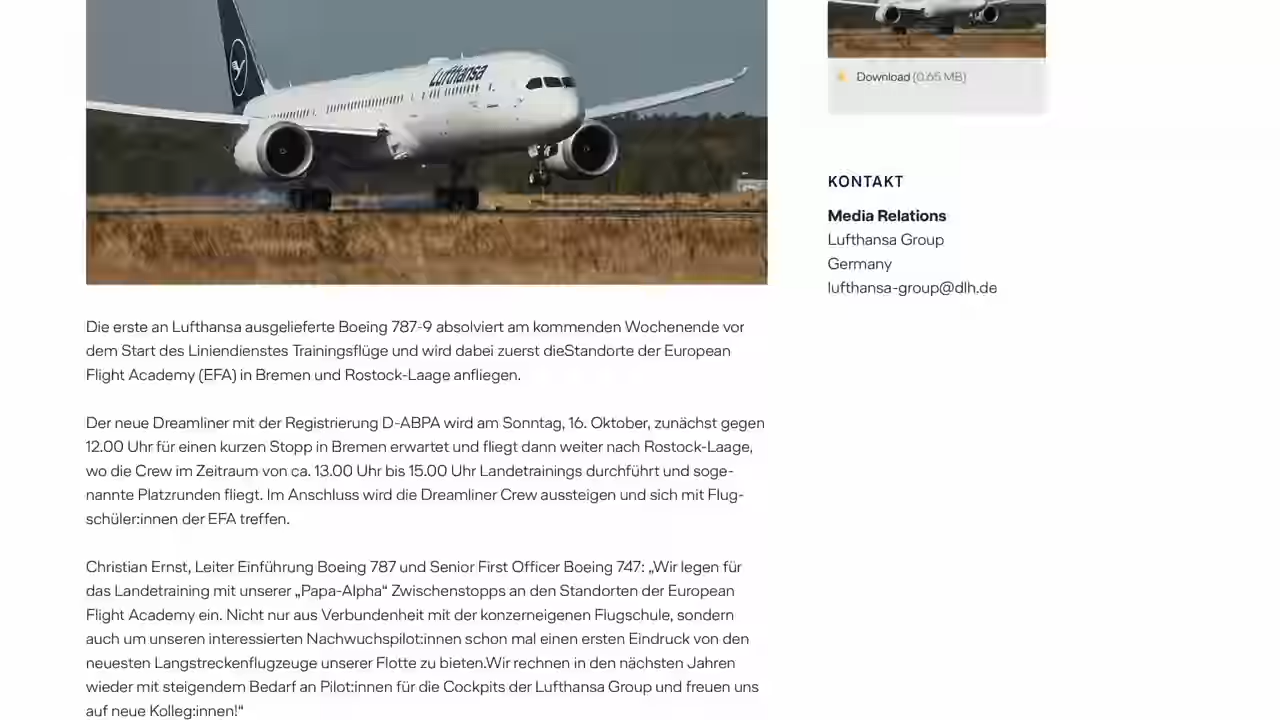 Lufthansa
Die erste an Lufthansa ausgelieferte Boeing 787-9 absolviert am kommenden Wochenende vor
dem Start des Liniendienstes Trainingsflüge und wird dabei zuerst dieStandorte der European
Flight Academy (EFA) in Bremen und Rostock-Laage anfliegen.
Der neue Dreamliner mit der Registrierung D-ABPA wird am Sonntag, 16. Oktober, zunächst gegen
12.00 Uhr für einen kurzen Stopp in Bremen erwartet und fliegt dann weiter nach Rostock-Laage,
wo die Crew im Zeitraum von ca. 13.00 Uhr bis 15.00 Uhr Landetrainings durchführt und soge-
nannte Platzrunden fliegt. Im Anschluss wird die Dreamliner Crew aussteigen und sich mit Flug-
schüler:innen der EFA treffen.
Christian Ernst, Leiter Einführung Boeing 787 und Senior First Officer Boeing 747: „Wir legen für
das Landetraining mit unserer „Papa-Alpha“ Zwischenstopps an den Standorten der European
Flight Academy ein. Nicht nur aus Verbundenheit mit der konzerneigenen Flugschule, sondern
auch um unseren interessierten Nachwuchspilot:innen schon mal einen ersten Eindruck von den
neuesten Langstreckenflugzeuge unserer Flotte zu bieten.Wir rechnen in den nächsten Jahren
wieder mit steigendem Bedarf an Pilot:innen für die Cockpits der Lufthansa Group und freuen uns
auf neue Kolleg:innen!“
Download (0.65 MB)
KONTAKT
Media Relations
Lufthansa Group
Germany
lufthansa-group@dlh.de